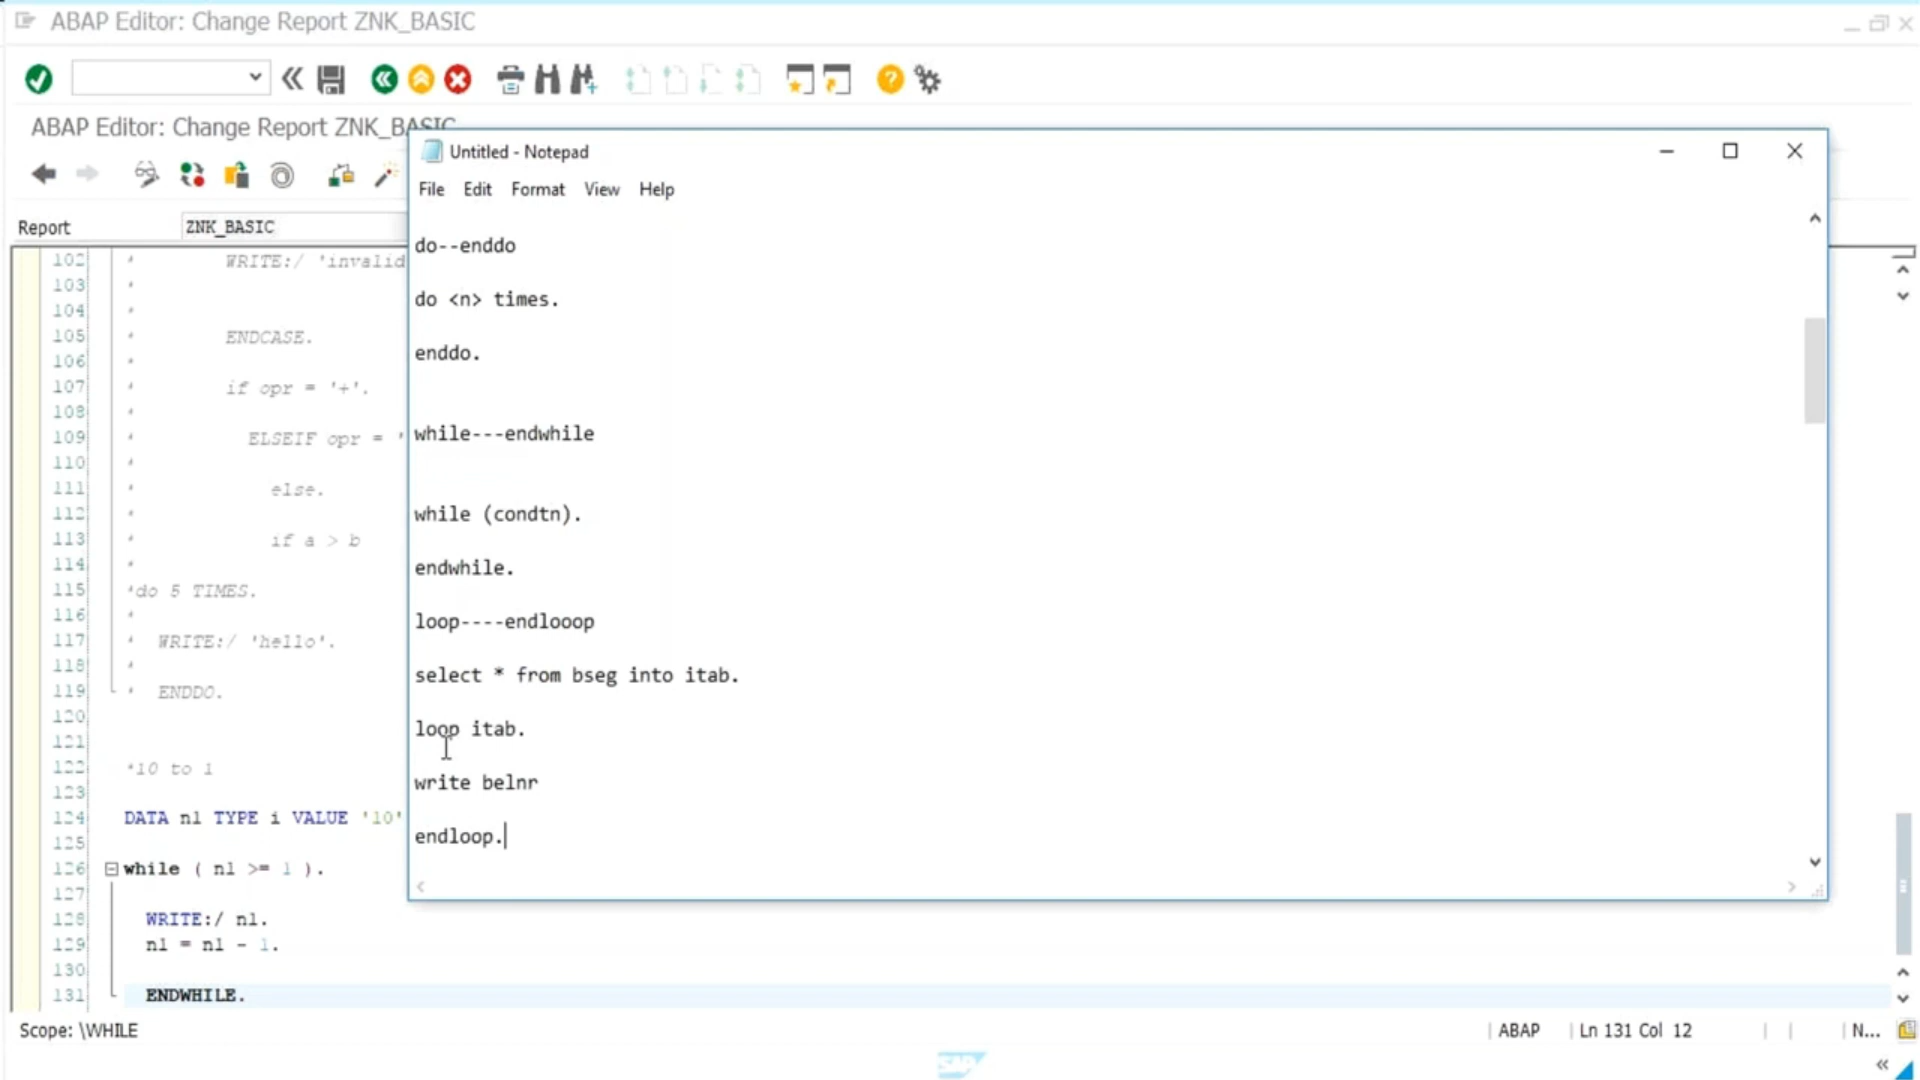 ABAP Editor: Change Report ZNK_BASIC
ABAP Editor: Change Report ZNK_BASIC
Report ZNK_BASIC
102 * WRITE:/ 'invalid
103 *
104 *
105 * ENDCASE.
106 *
107 * if opr = '+'.
108 *
109 * ELSEIF opr = '
110 *
111 * else.
112 *
113 * if a > b
114 *
115 *do 5 TIMES.
116 *
117 * WRITE:/ 'hello'.
118 *
119 * ENDDO.
120
121
122 *10 to 1
123
124 DATA n1 TYPE i VALUE '10'
125
126 while ( n1 >= 1 ).
127
128 WRITE:/ n1.
129 n1 = n1 - 1.
130
131 ENDWHILE.
Untitled - Notepad
File Edit Format View Help
do--enddo
do <n> times.
enddo.
while---endwhile
while (condtn).
endwhile.
loop----endlooop
select * from bseg into itab.
loop itab.
write belnr
endloop.
Scope: \WHILE
ABAP
Ln 131 Col 12
N...
SAP